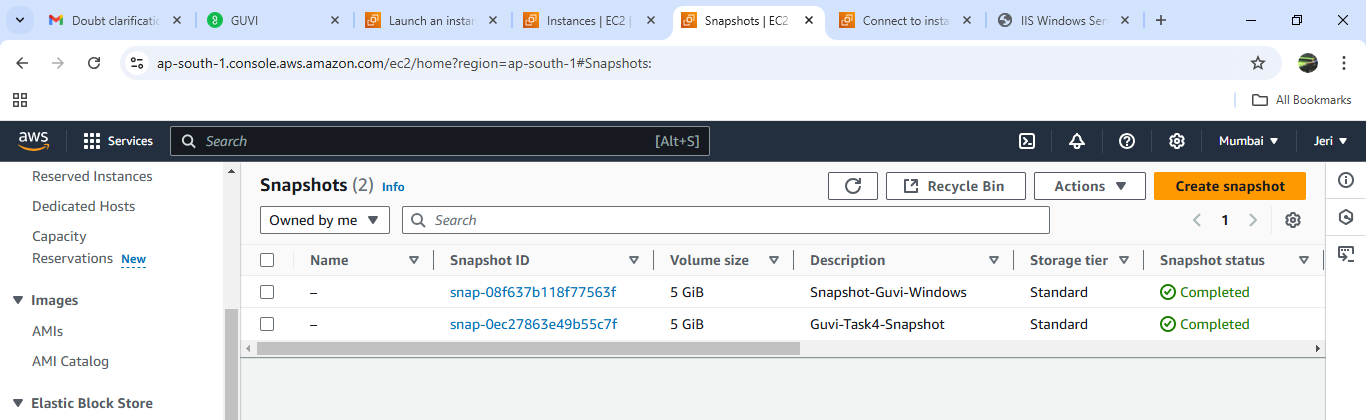 Doubt clarificatio
GUVI
Launch an instan
Instances | EC2 |
Snapshots | EC2
Connect to insta
IIS Windows Serv
ap-south-1.console.aws.amazon.com/ec2/home?region=ap-south-1#Snapshots:
All Bookmarks
aws
Services
Search
[Alt+S]
Mumbai
Jeri
Reserved Instances
Dedicated Hosts
Capacity
Reservations New
Images
AMIs
AMI Catalog
Elastic Block Store
Snapshots (2) Info
Recycle Bin
Actions
Create snapshot
Owned by me
Search
1
Name Snapshot ID Volume size Description Storage tier Snapshot status
– snap-08f637b118f77563f 5 GiB Snapshot-Guvi-Windows Standard Completed
– snap-0ec27863e49b55c7f 5 GiB Guvi-Task4-Snapshot Standard Completed